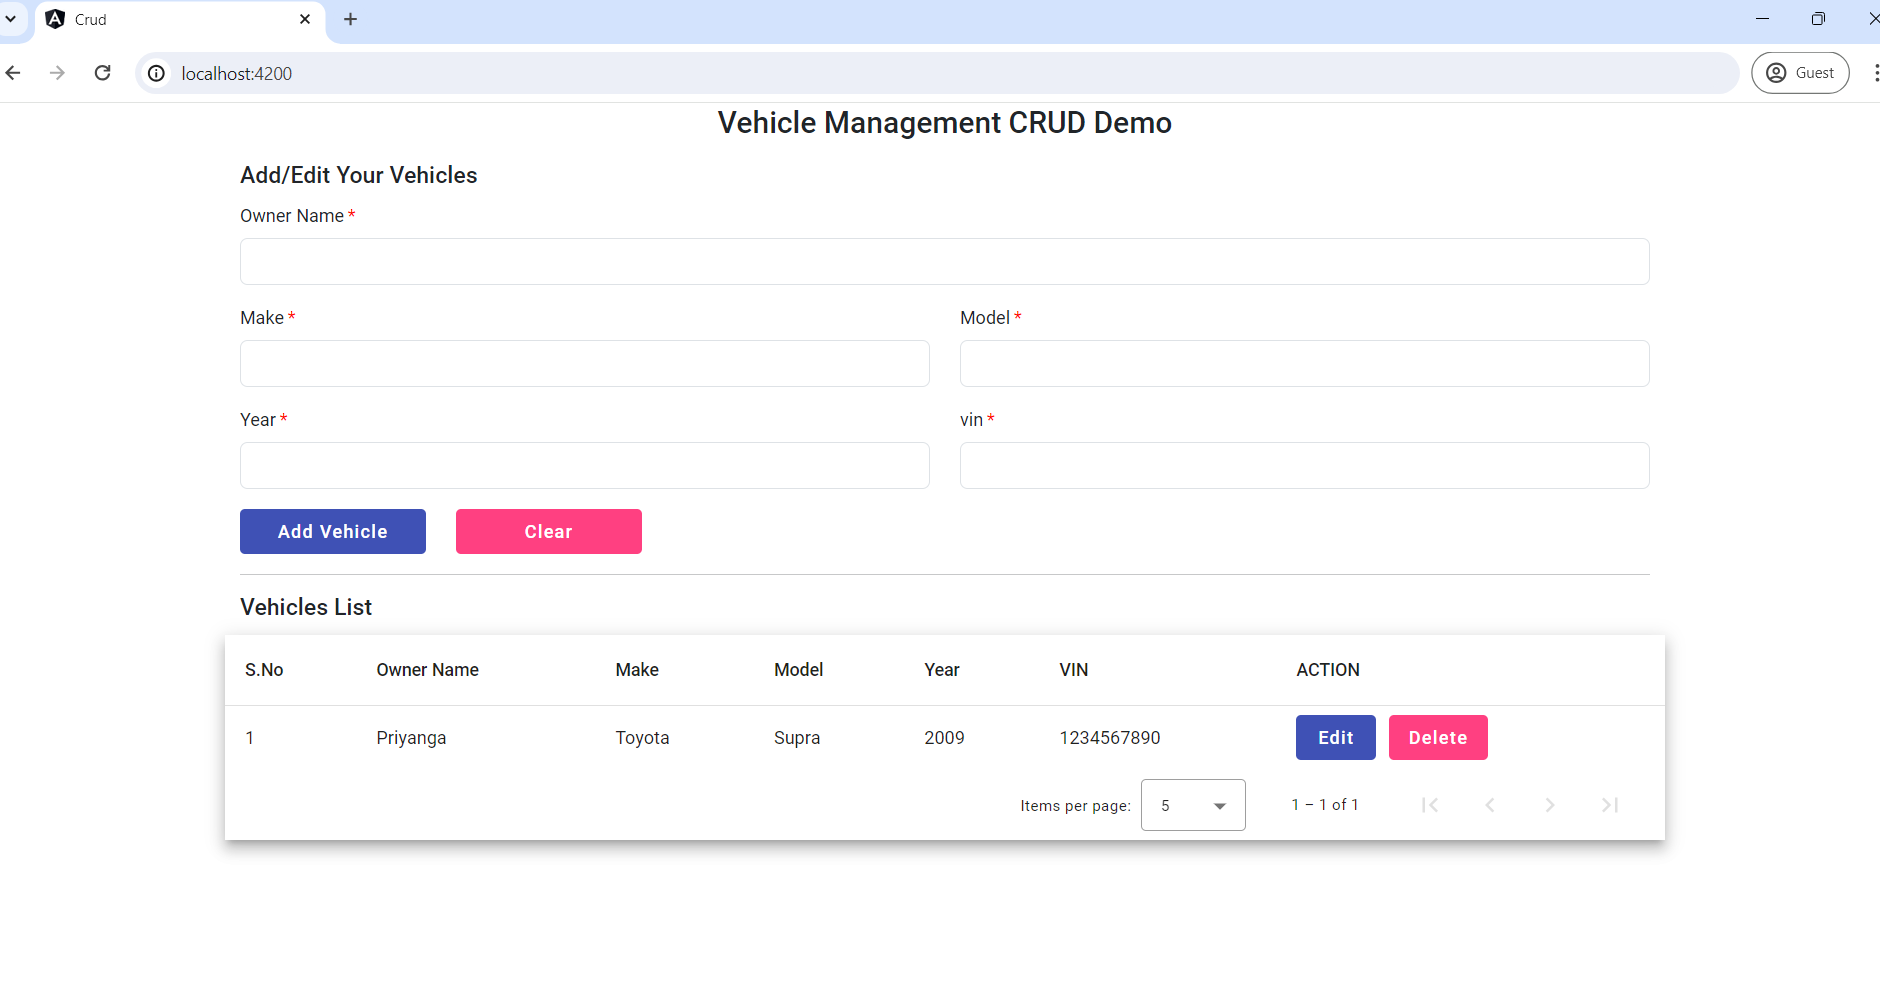 Crud
localhost:4200
Guest
Vehicle Management CRUD Demo
Add/Edit Your Vehicles
Owner Name *
Make * Model *
Year * vin *
Add Vehicle Clear
Vehicles List
S.No Owner Name Make Model Year VIN ACTION
1 Priyanga Toyota Supra 2009 1234567890 Edit Delete
Items per page: 5 1 – 1 of 1